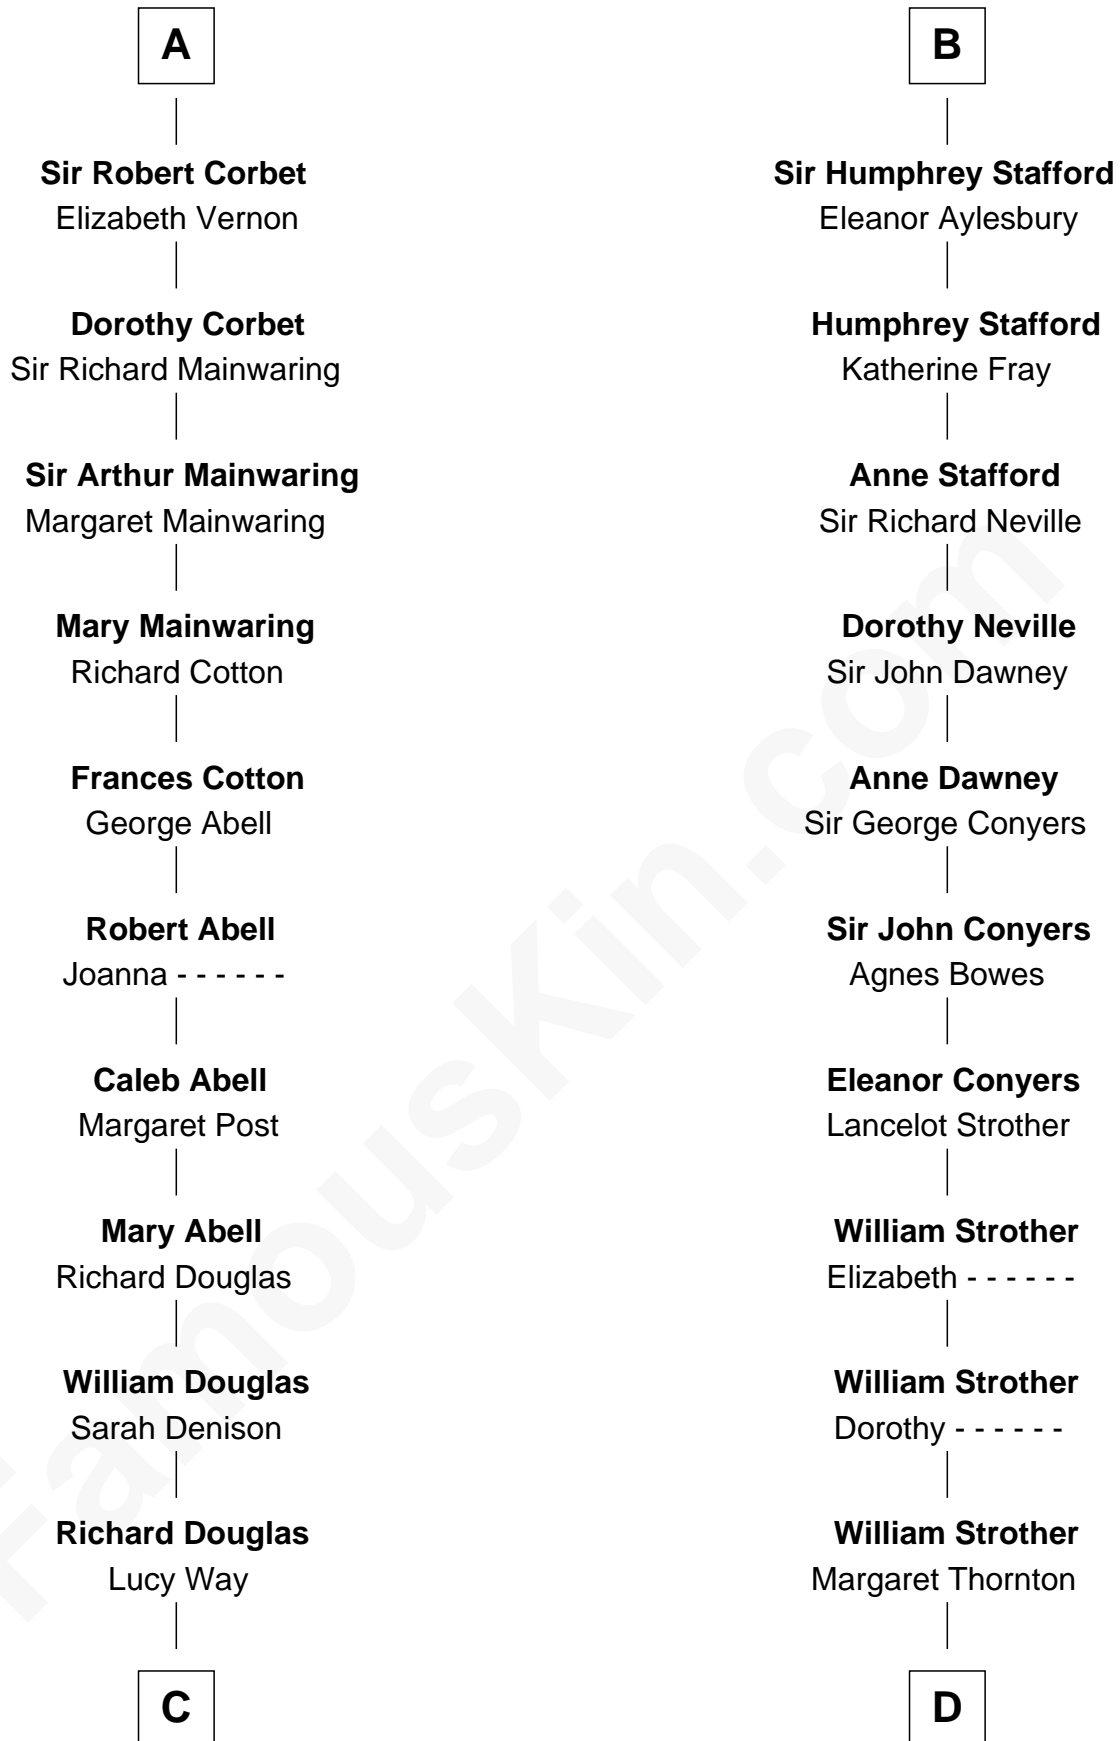 A
Sir Robert Corbet
Elizabeth Vernon
Dorothy Corbet
Sir Richard Mainwaring
Sir Arthur Mainwaring
Margaret Mainwaring
Mary Mainwaring
Richard Cotton
Frances Cotton
George Abell
Robert Abell
Joanna - - - - - -
Caleb Abell
Margaret Post
Mary Abell
Richard Douglas
William Douglas
Sarah Denison
Richard Douglas
Lucy Way
C
B
Sir Humphrey Stafford
Eleanor Aylesbury
Humphrey Stafford
Katherine Fray
Anne Stafford
Sir Richard Neville
Dorothy Neville
Sir John Dawney
Anne Dawney
Sir George Conyers
Sir John Conyers
Agnes Bowes
Eleanor Conyers
Lancelot Strother
William Strother
Elizabeth - - - - - -
William Strother
Dorothy - - - - - -
William Strother
Margaret Thornton
D
FamousKin.com